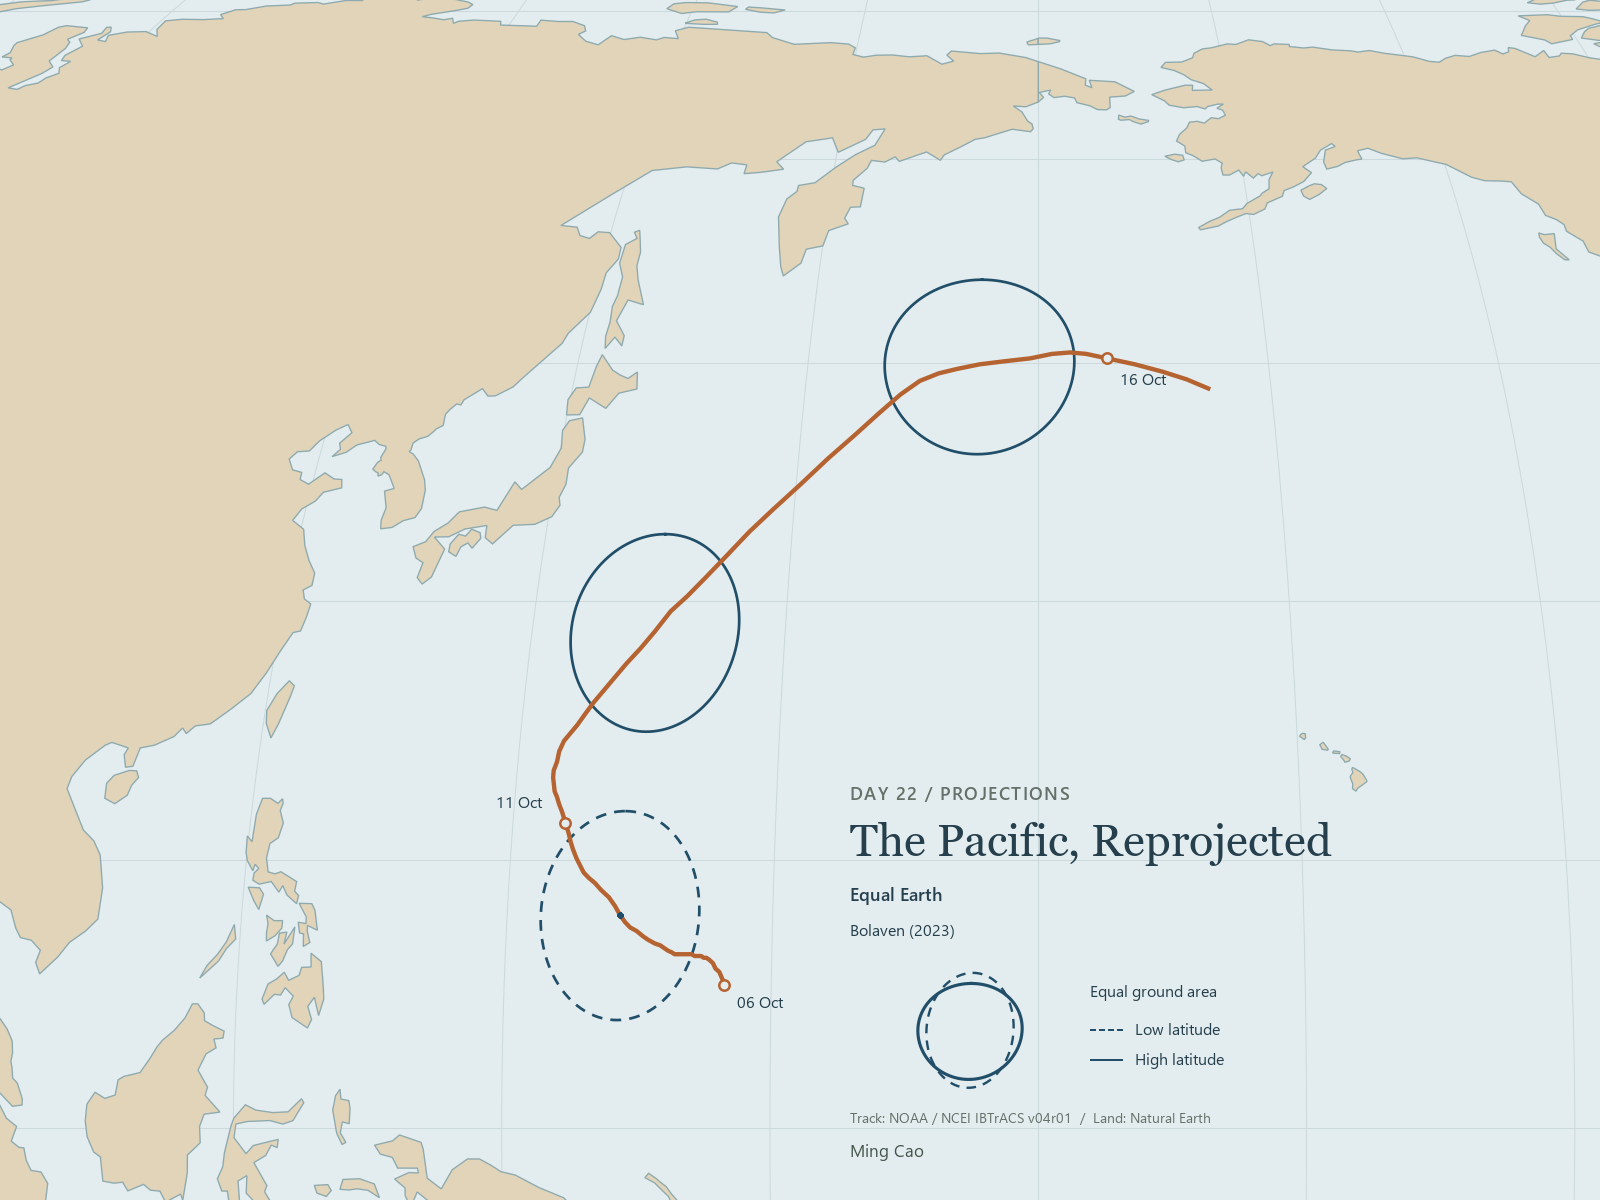 16 Oct
11 Oct
06 Oct
DAY 22 / PROJECTIONS
The Pacific, Reprojected
Equal Earth
Bolaven (2023)
Equal ground area
Low latitude
High latitude
Track: NOAA / NCEI IBTrACS v04r01 / Land: Natural Earth
Ming Cao